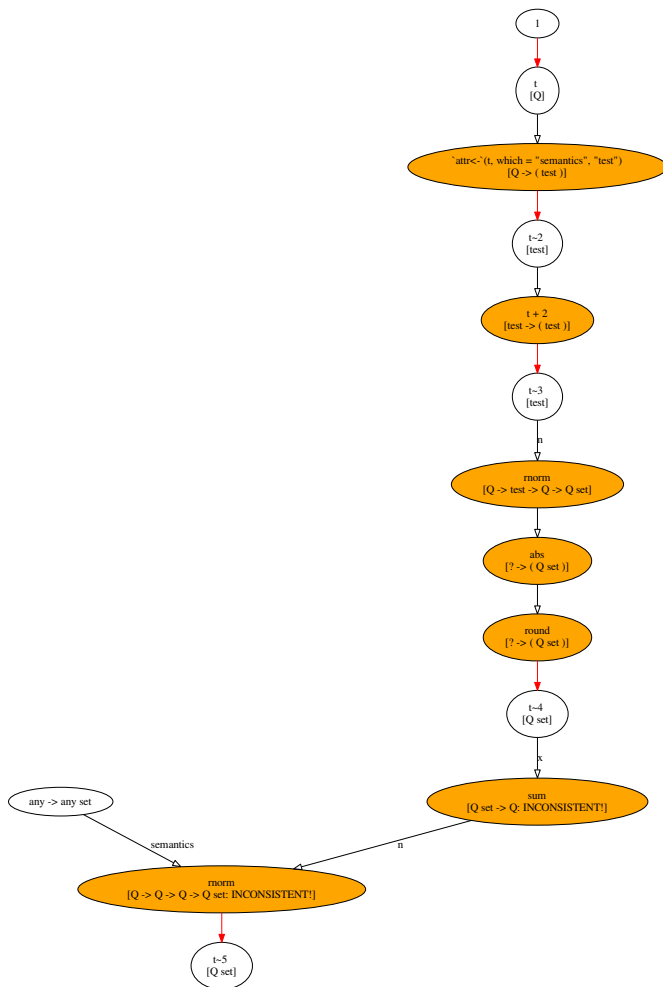 1
t
[Q]
`attr<-`(t, which = "semantics", "test")
[Q -> ( test )]
t~2
[test]
t + 2
[test -> ( test )]
t~3
[test]
n
rnorm
[Q -> test -> Q -> Q set]
abs
[? -> ( Q set )]
round
[? -> ( Q set )]
t~4
[Q set]
x
any -> any set
sum
[Q set -> Q: INCONSISTENT!]
semantics
n
rnorm
[Q -> Q -> Q -> Q set: INCONSISTENT!]
t~5
[Q set]